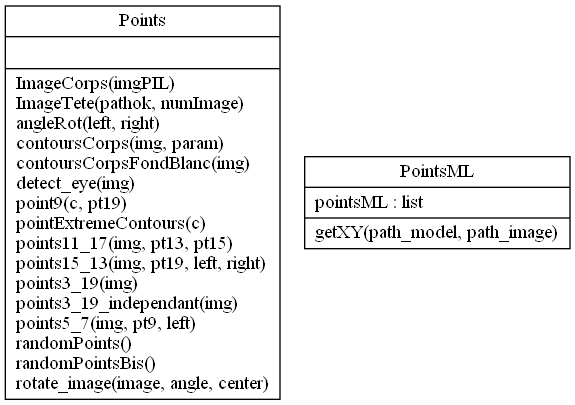 Points
ImageCorps(imgPIL)
ImageTete(pathok, numImage)
angleRot(left, right)
contoursCorps(img, param)
contoursCorpsFondBlanc(img)
detect_eye(img)
point9(c, pt19)
pointExtremeContours(c)
points11_17(img, pt13, pt15)
points15_13(img, pt19, left, right)
points3_19(img)
points3_19_independant(img)
points5_7(img, pt9, left)
randomPoints()
randomPointsBis()
rotate_image(image, angle, center)
PointsML
pointsML : list
getXY(path_model, path_image)